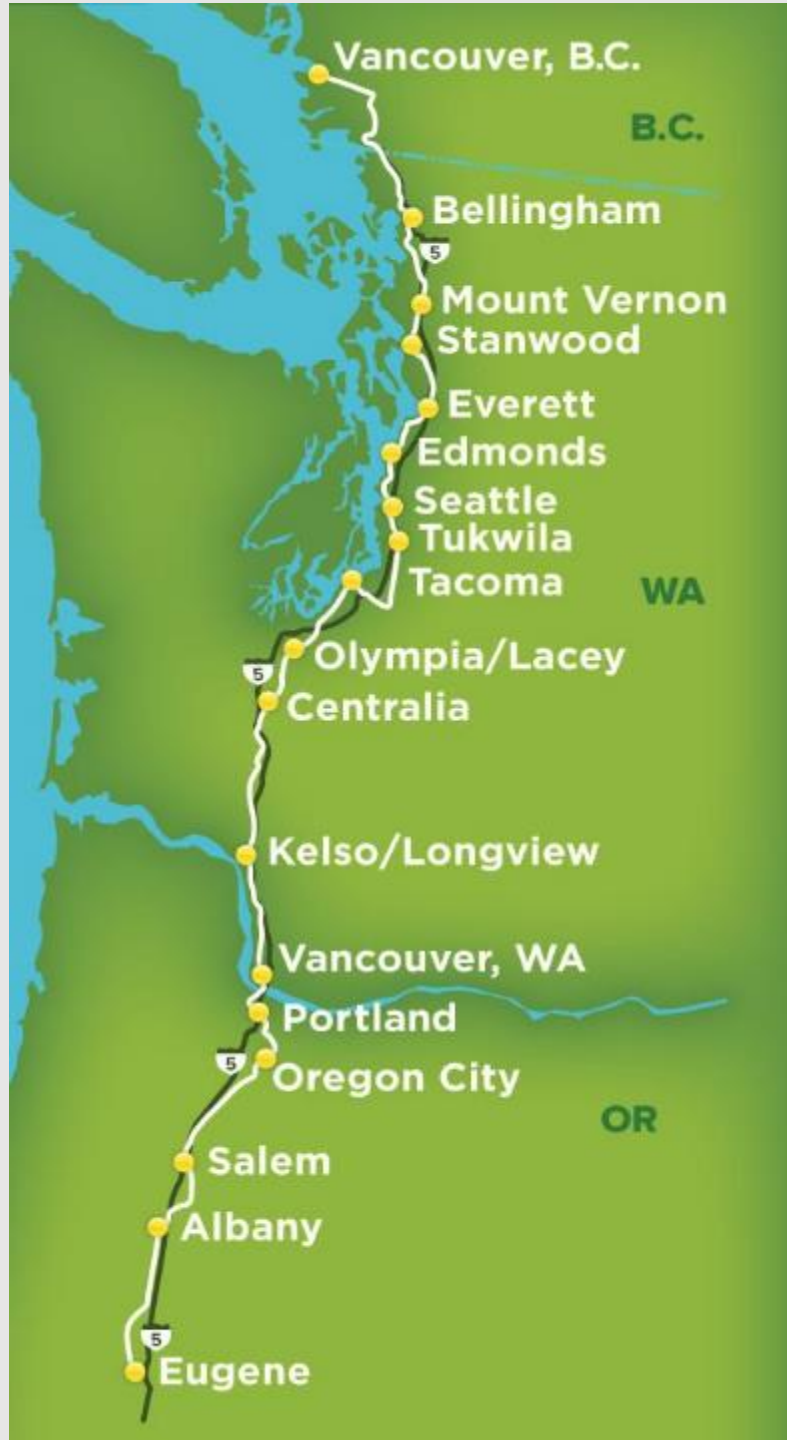 Vancouver, B.C.
B.C.
Bellingham
5
Mount Vernon
Stanwood
Everett
Edmonds
Seattle
Tukwila
Tacoma
WA
Olympia/Lacey
5
Centralia
Kelso/Longview
Vancouver, WA
Portland
5
Oregon City
OR
Salem
Albany
5
Eugene